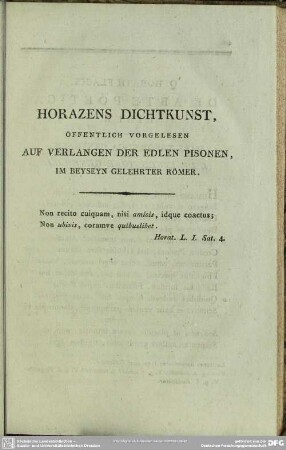 HORAZENS DICHTKUNST,
ÖFFENTLICH VORGELESEN
AUF VERLANGEN DER EDLEN PISONEN,
IM BEYSEYN GELEHRTER RÖMER.
Non recito cuiquam, nisi amicis, idque coactus;
Non ubivis, coramve quibuslibet.
Horat. L. I. Sat. 4.
DFG